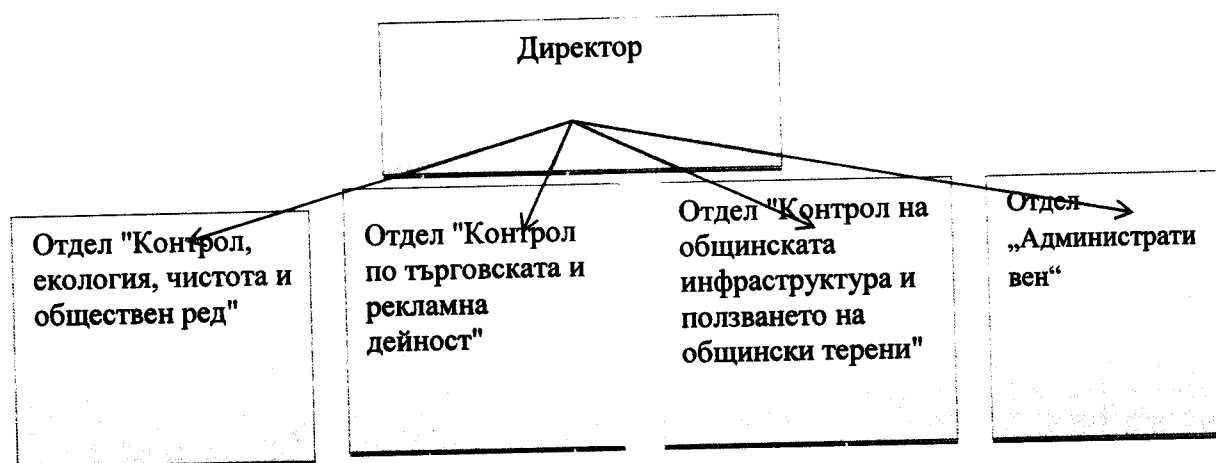 Директор
Отдел "Контрол,
екология, чистота и
обществен ред"
Отдел "Контрол
по търговската и
рекламна
дейност"
Отдел "Контрол на
общинската
инфраструктура и
ползването на
общински терени"
Отдел
„Административ
вен“